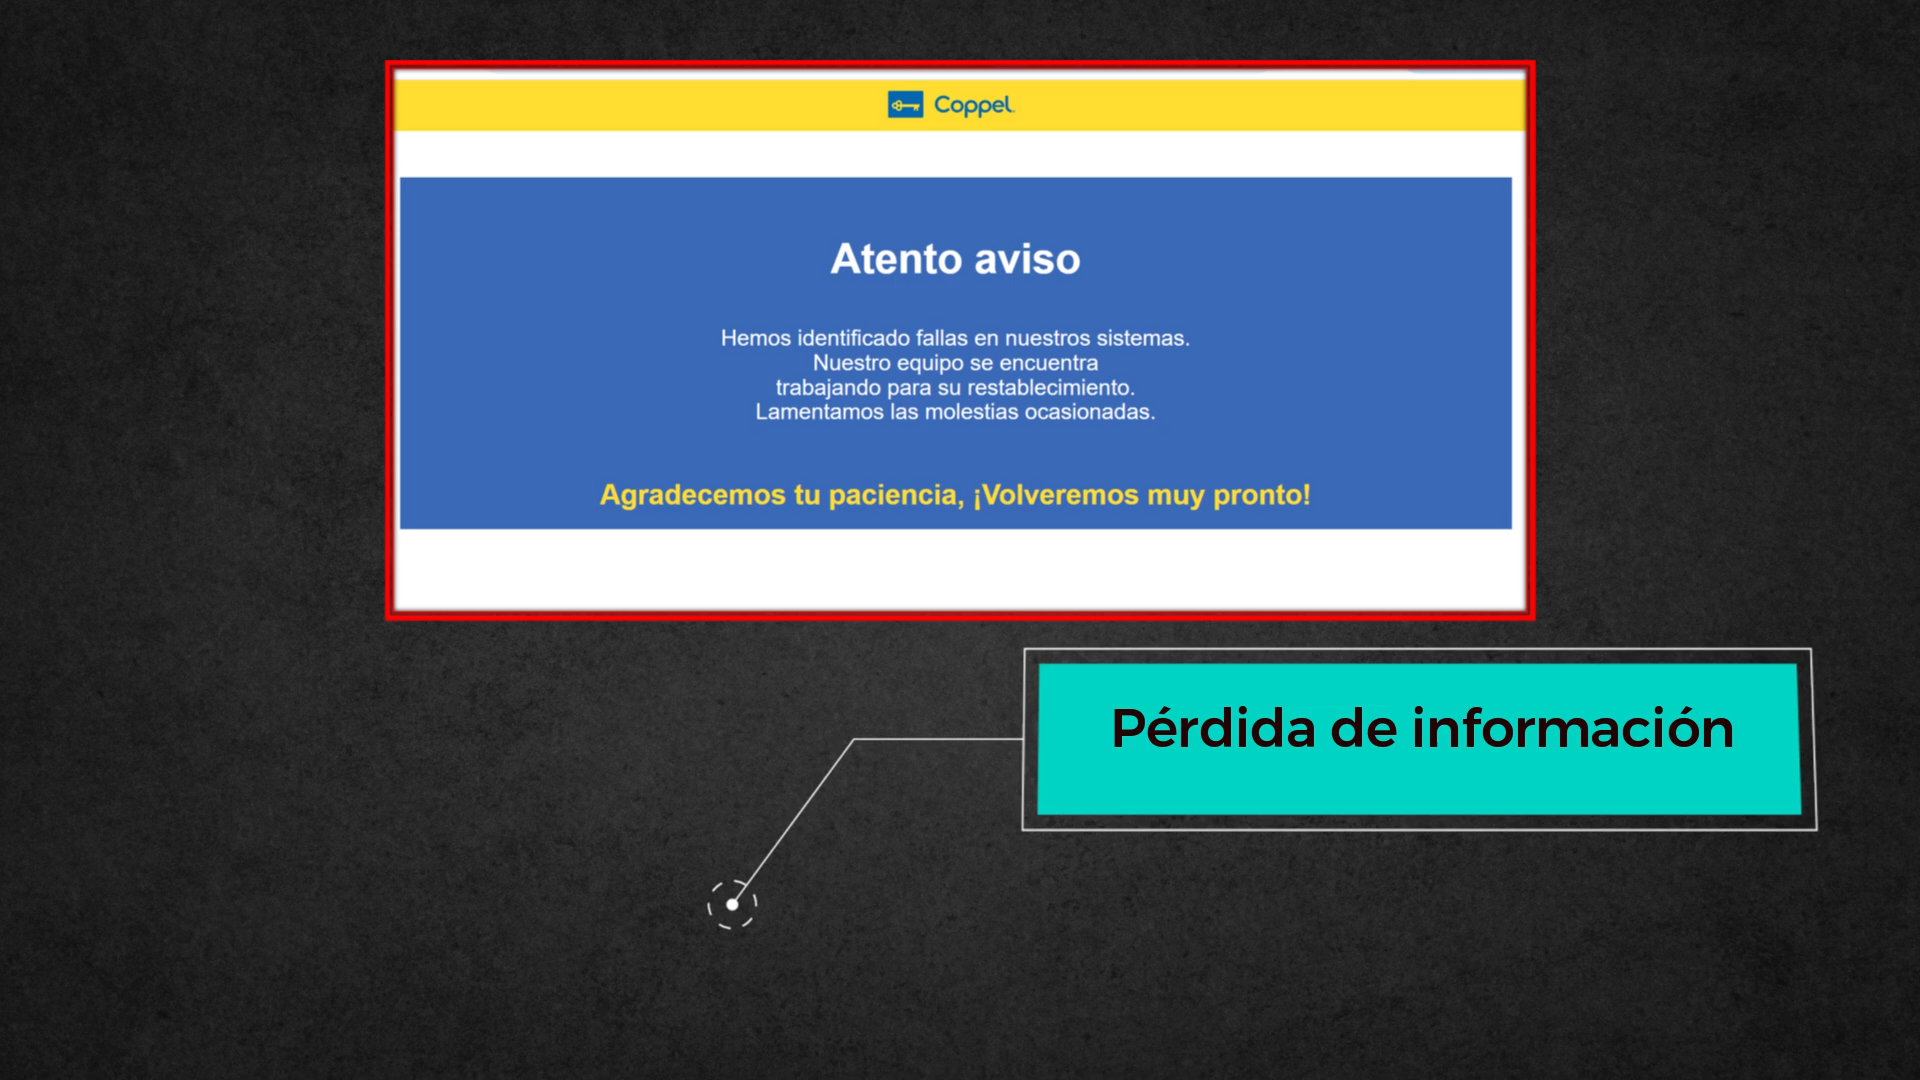 Coppel
Atento aviso
Hemos identificado fallas en nuestros sistemas.
Nuestro equipo se encuentra
trabajando para su restablecimiento.
Lamentamos las molestias ocasionadas.
Agradecemos tu paciencia, ¡Volveremos muy pronto!
Pérdida de información